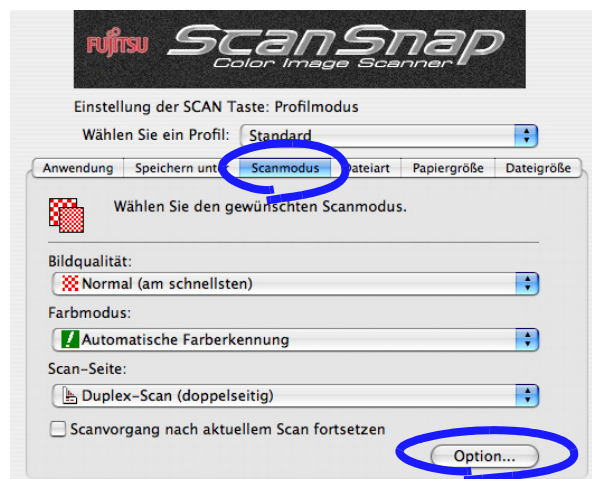 FUJITSU ScanSnap
Color Image Scanner
Einstellung der SCAN Taste: Profilmodus
Wählen Sie ein Profil: Standard
Anwendung Speichern unter Scanmodus Dateiart Papiergröße Dateigröße
Wählen Sie den gewünschten Scanmodus.
Bildqualität:
Normal (am schnellsten)
Farbmodus:
Automatische Farberkennung
Scan-Seite:
Duplex-Scan (doppelseitig)
Scanvorgang nach aktuellem Scan fortsetzen
Option...